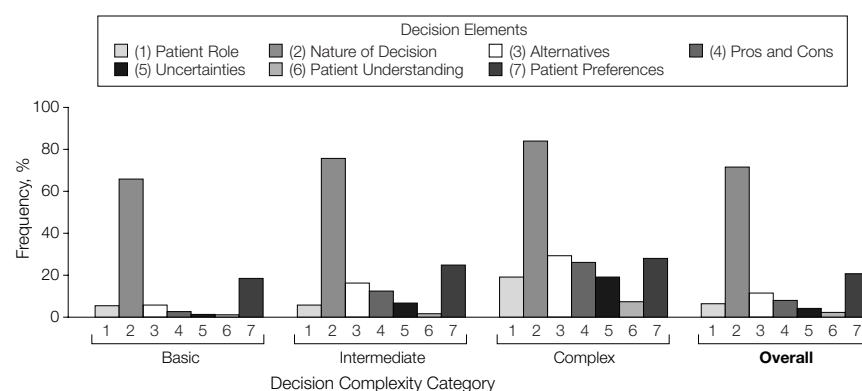 Decision Elements
(1) Patient Role (2) Nature of Decision (3) Alternatives (4) Pros and Cons
(5) Uncertainties (6) Patient Understanding (7) Patient Preferences
100
80
60
40
20
0
Frequency, %
1 2 3 4 5 6 7 1 2 3 4 5 6 7 1 2 3 4 5 6 7 1 2 3 4 5 6 7
Basic Intermediate Complex Overall
Decision Complexity Category